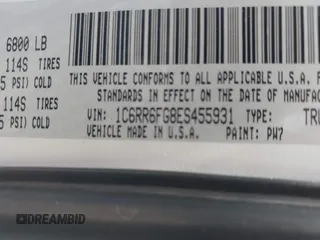 6800 LB
114S TIRES
5 PSI) COLD
114S TIRES
5 PSI) COLD
THIS VEHICLE CONFORMS TO ALL APPLICABLE U.S.A. F
STANDARDS IN EFFECT ON THE DATE OF MANUFAC
VIN: 1C6RR6FG8ES455931 TYPE: TRU
VEHICLE MADE IN U.S.A. PAINT: PW7
DREAMBID